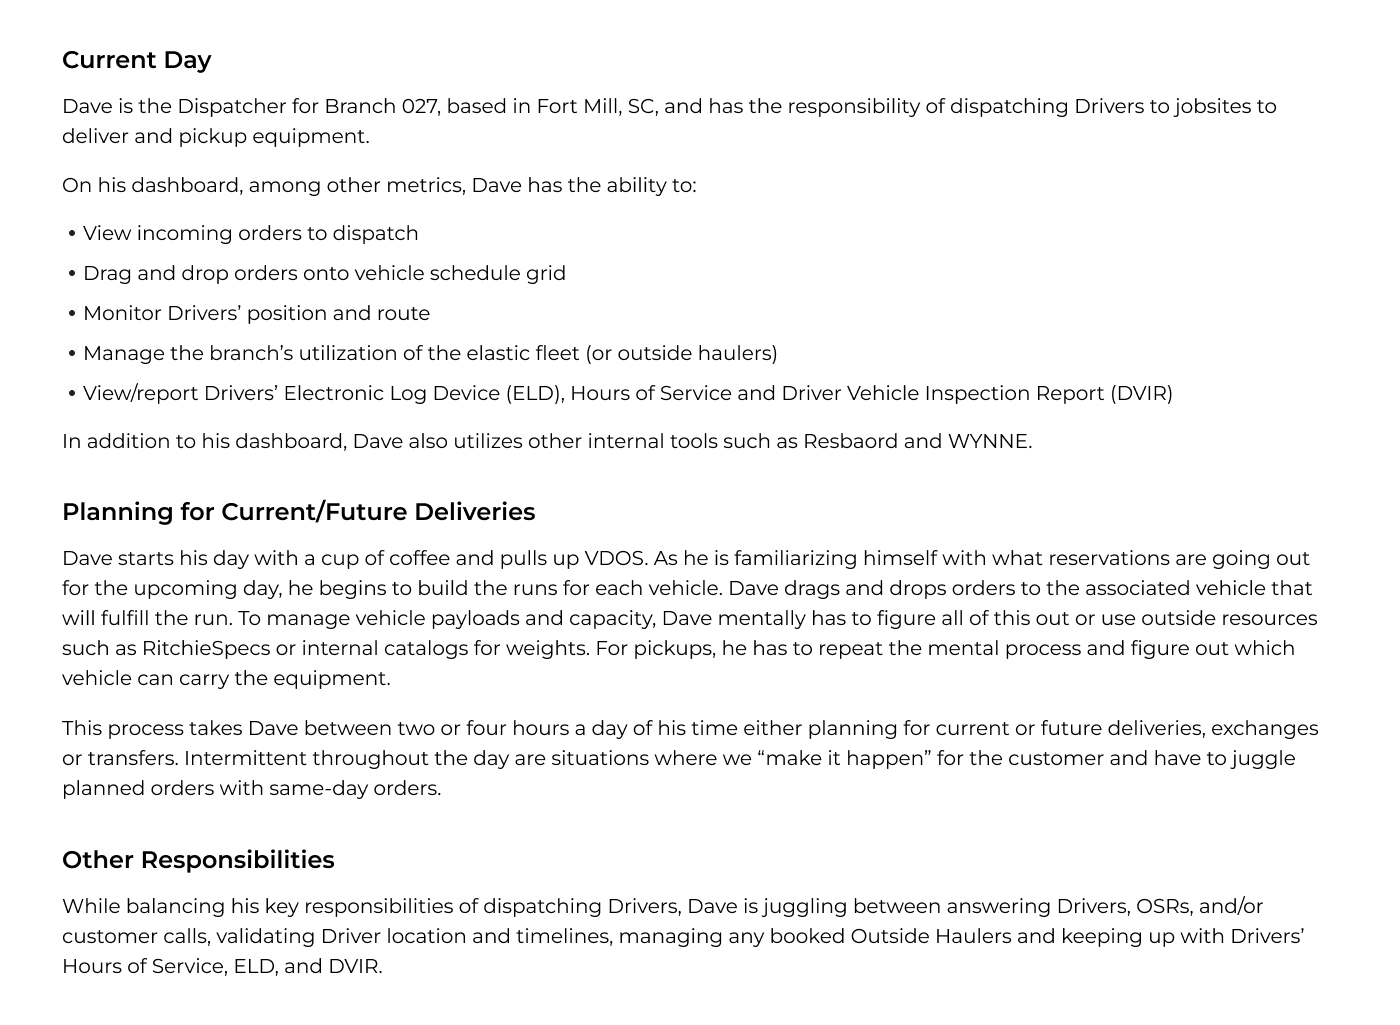 Current Day
Dave is the Dispatcher for Branch 027, based in Fort Mill, SC, and has the responsibility of dispatching Drivers to jobsites to
deliver and pickup equipment.
On his dashboard, among other metrics, Dave has the ability to:
• View incoming orders to dispatch
• Drag and drop orders onto vehicle schedule grid
• Monitor Drivers’ position and route
• Manage the branch’s utilization of the elastic fleet (or outside haulers)
• View/report Drivers’ Electronic Log Device (ELD), Hours of Service and Driver Vehicle Inspection Report (DVIR)
In addition to his dashboard, Dave also utilizes other internal tools such as Resbaord and WYNNE.
Planning for Current/Future Deliveries
Dave starts his day with a cup of coffee and pulls up VDOS. As he is familiarizing himself with what reservations are going out
for the upcoming day, he begins to build the runs for each vehicle. Dave drags and drops orders to the associated vehicle that
will fulfill the run. To manage vehicle payloads and capacity, Dave mentally has to figure all of this out or use outside resources
such as RitchieSpecs or internal catalogs for weights. For pickups, he has to repeat the mental process and figure out which
vehicle can carry the equipment.
This process takes Dave between two or four hours a day of his time either planning for current or future deliveries, exchanges
or transfers. Intermittent throughout the day are situations where we “make it happen” for the customer and have to juggle
planned orders with same-day orders.
Other Responsibilities
While balancing his key responsibilities of dispatching Drivers, Dave is juggling between answering Drivers, OSRs, and/or
customer calls, validating Driver location and timelines, managing any booked Outside Haulers and keeping up with Drivers’
Hours of Service, ELD, and DVIR.